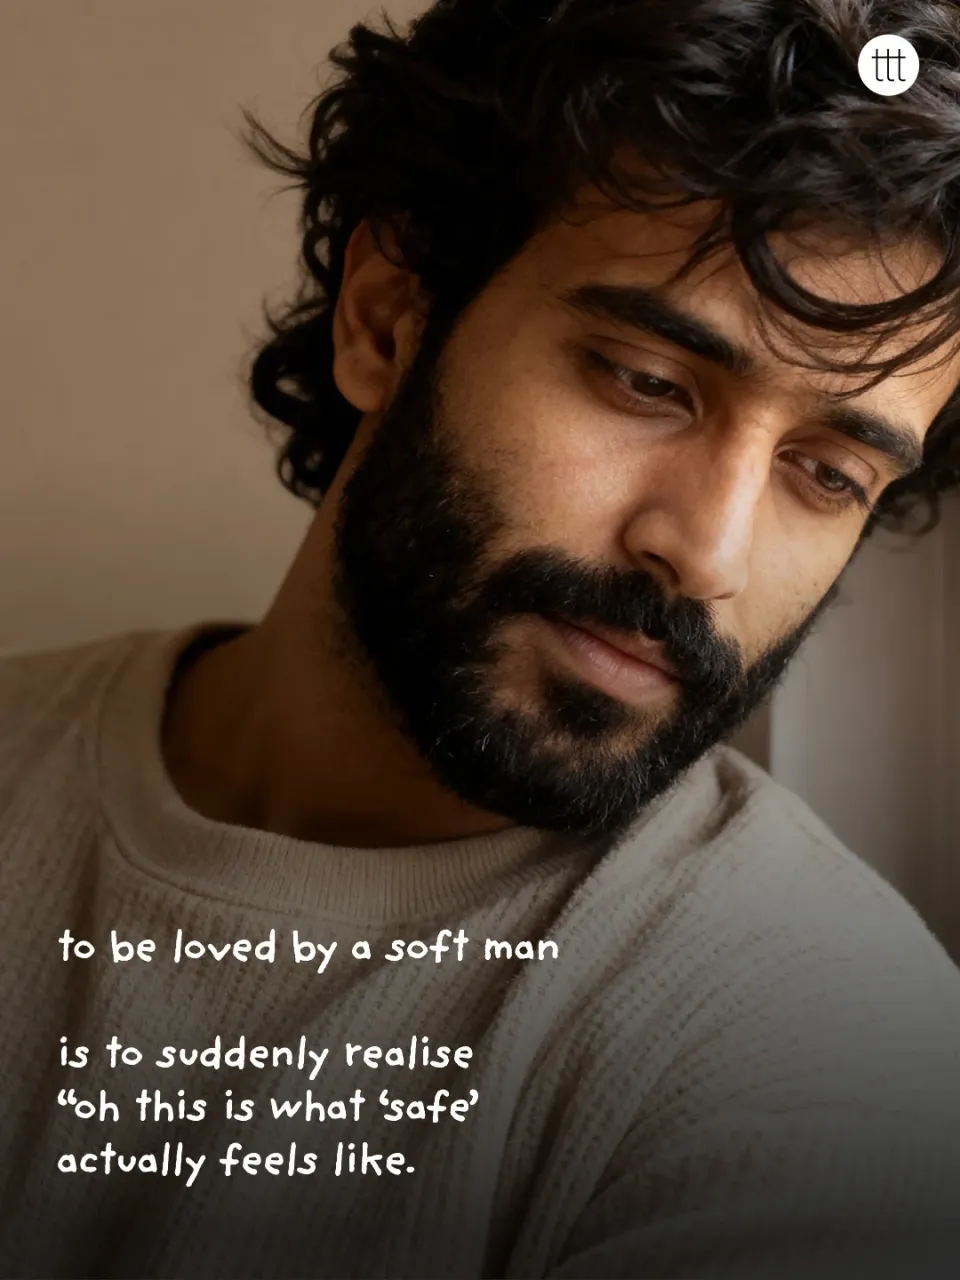 ttt
to be loved by a soft man
is to suddenly realise
“oh this is what ‘safe’
actually feels like.